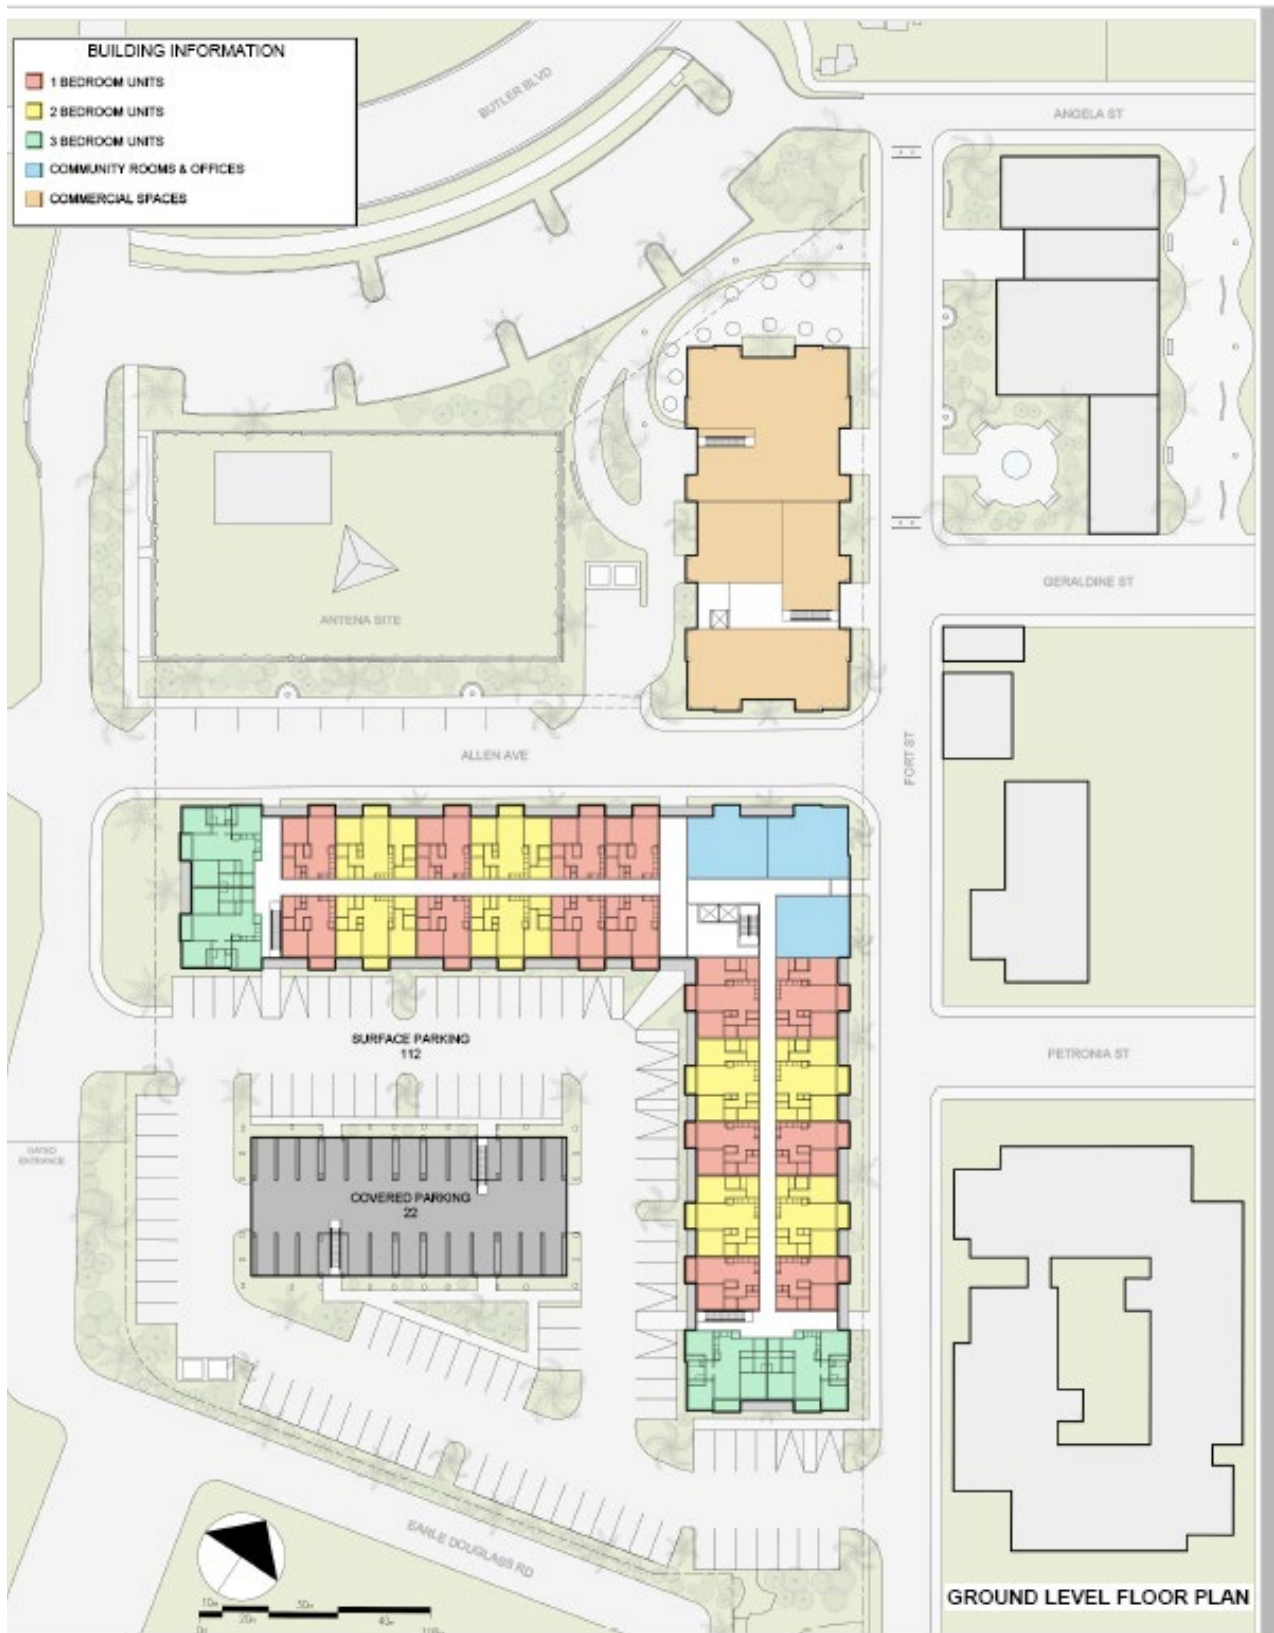 BUILDING INFORMATION
1 BEDROOM UNITS
2 BEDROOM UNITS
3 BEDROOM UNITS
COMMUNITY ROOMS & OFFICES
COMMERCIAL SPACES
BUTLER BLVD
ANGELA ST
GERALDINE ST
ANTENA SITE
ALLEN AVE
FORT ST
SURFACE PARKING
112
PETRONIA ST
GATED
ENTRANCE
COVERED PARKING
22
EARLE DOUGLASS RD
GROUND LEVEL FLOOR PLAN